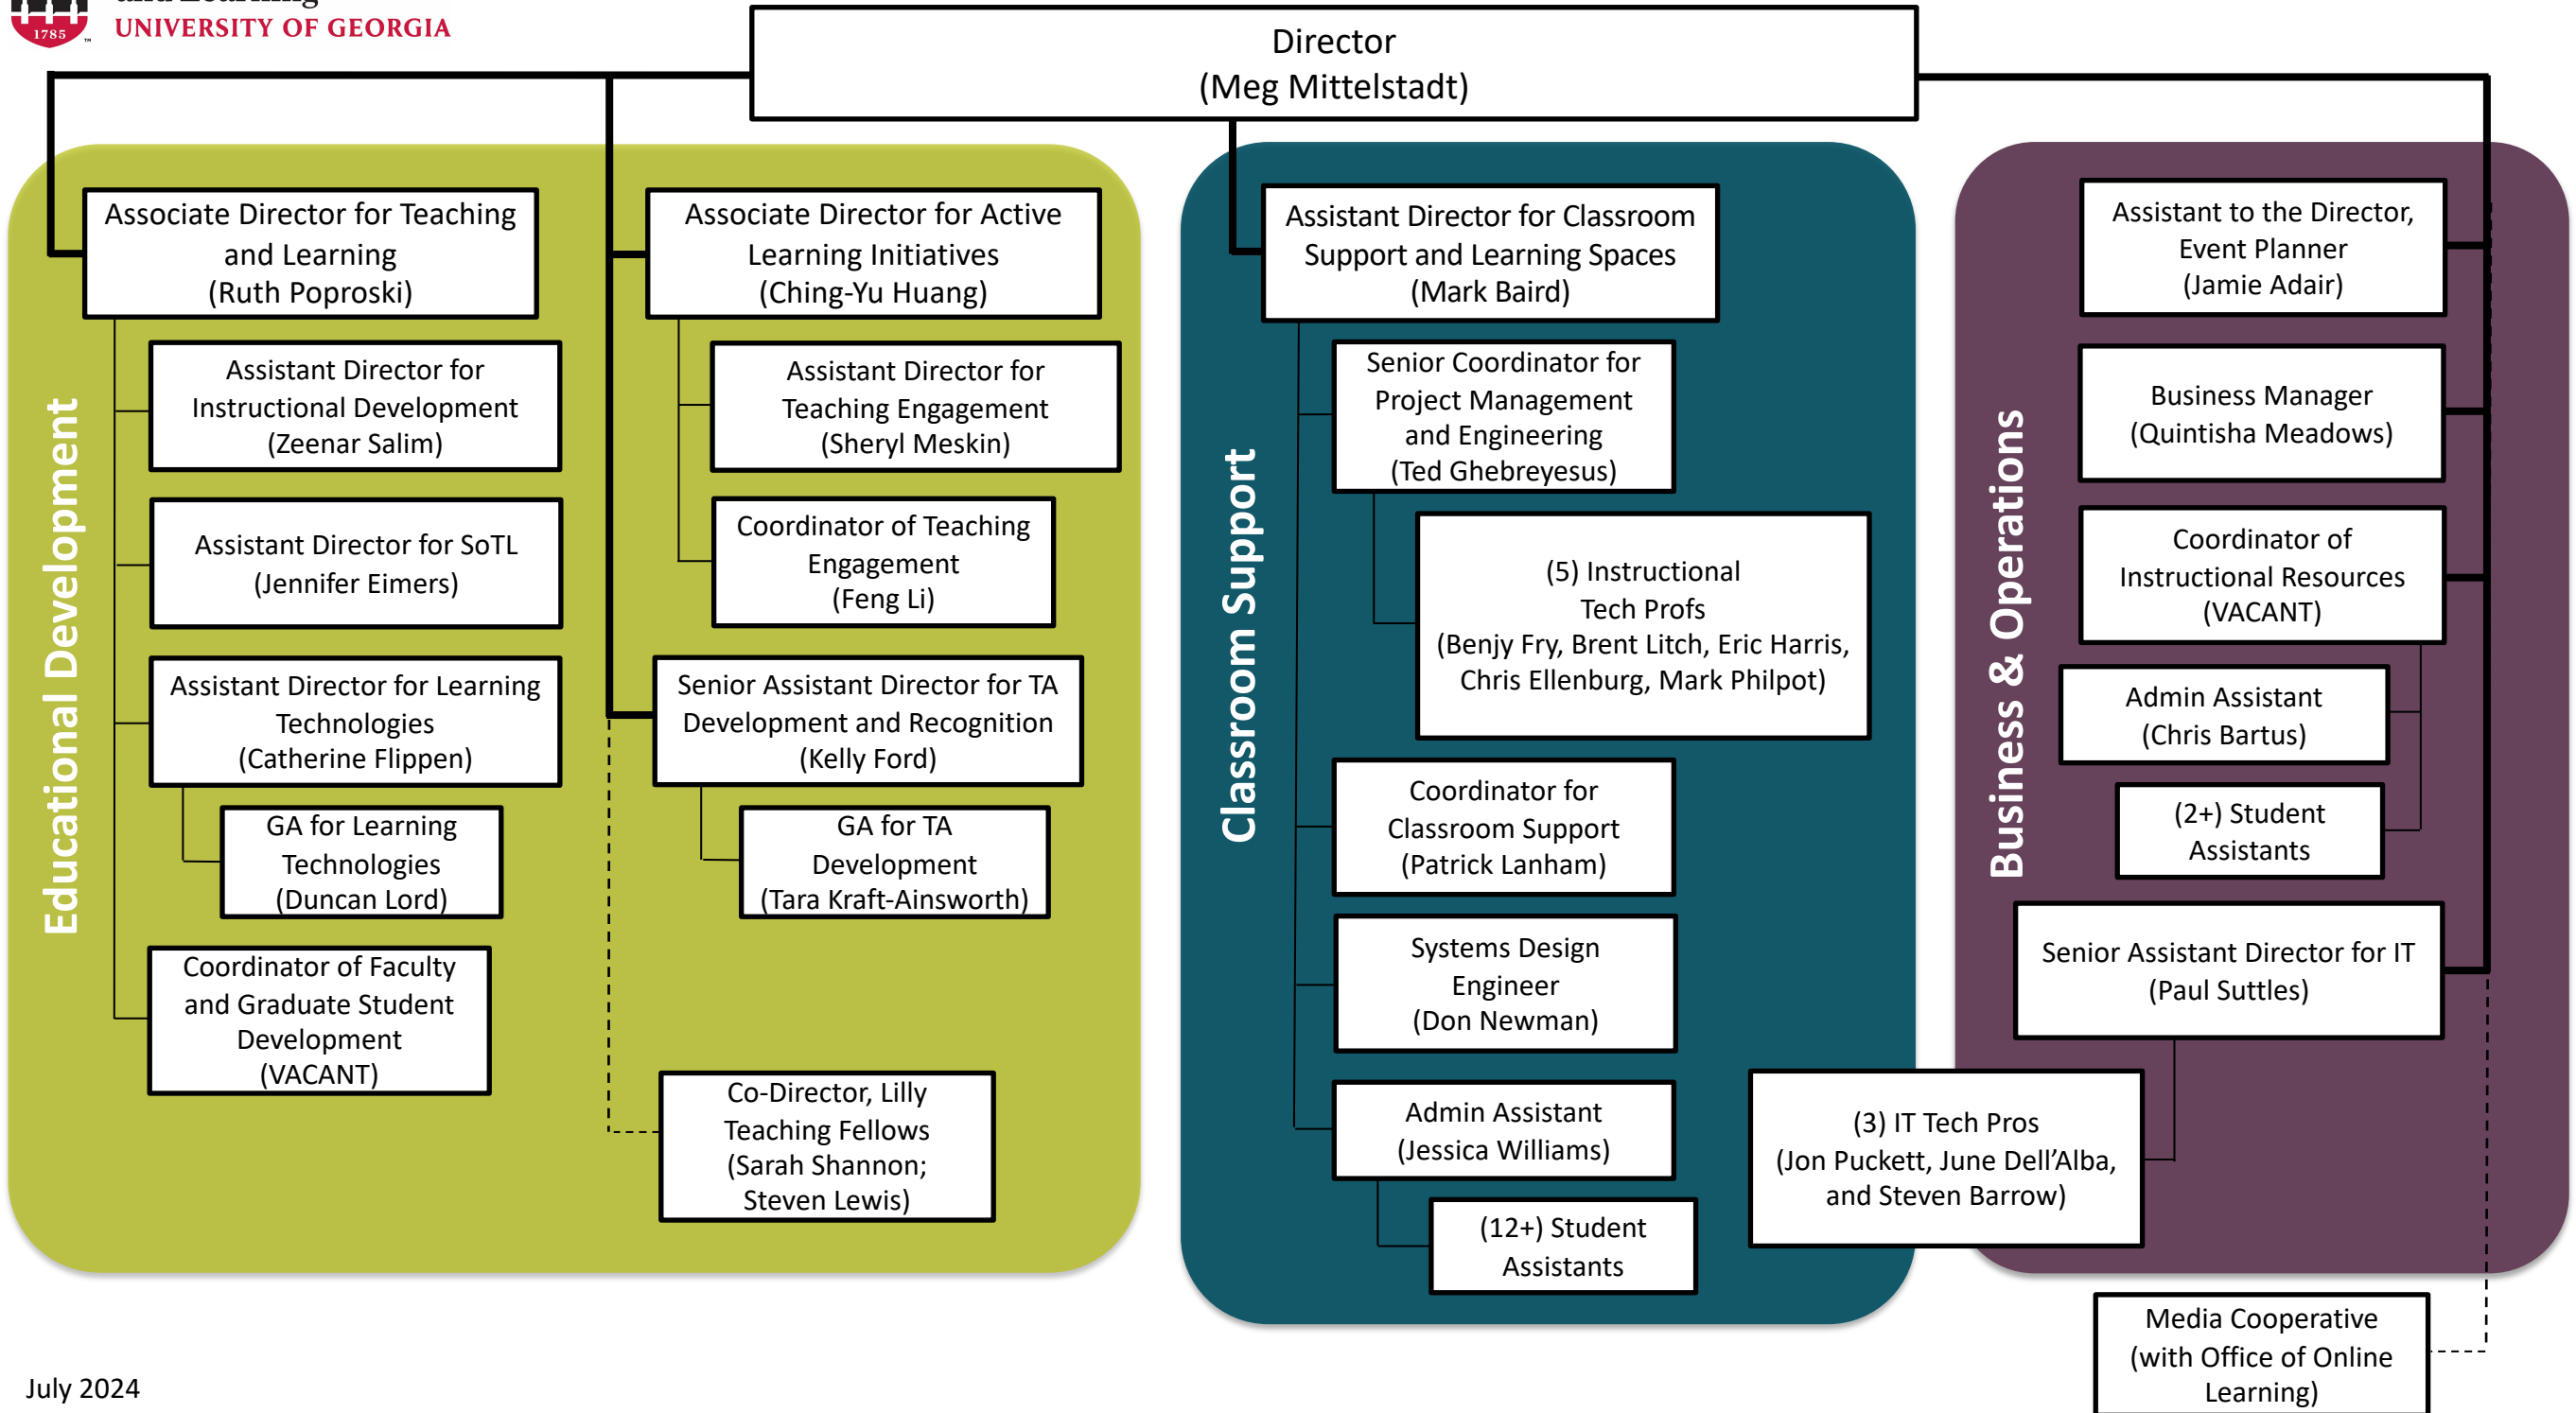 and Learning
UNIVERSITY OF GEORGIA
1785
™
Director
(Meg Mittelstadt)
Educational Development
Associate Director for Teaching
and Learning
(Ruth Poproski)
Assistant Director for
Instructional Development
(Zeenar Salim)
Assistant Director for SoTL
(Jennifer Eimers)
Assistant Director for Learning
Technologies
(Catherine Flippen)
GA for Learning
Technologies
(Duncan Lord)
Coordinator of Faculty
and Graduate Student
Development
(VACANT)
Associate Director for Active
Learning Initiatives
(Ching-Yu Huang)
Assistant Director for
Teaching Engagement
(Sheryl Meskin)
Coordinator of Teaching
Engagement
(Feng Li)
Senior Assistant Director for TA
Development and Recognition
(Kelly Ford)
GA for TA
Development
(Tara Kraft-Ainsworth)
Co-Director, Lilly
Teaching Fellows
(Sarah Shannon;
Steven Lewis)
Classroom Support
Assistant Director for Classroom
Support and Learning Spaces
(Mark Baird)
Senior Coordinator for
Project Management
and Engineering
(Ted Ghebreyesus)
(5) Instructional
Tech Profs
(Benjy Fry, Brent Litch, Eric Harris,
Chris Ellenburg, Mark Philpot)
Coordinator for
Classroom Support
(Patrick Lanham)
Systems Design
Engineer
(Don Newman)
Admin Assistant
(Jessica Williams)
(12+) Student
Assistants
Business & Operations
Assistant to the Director,
Event Planner
(Jamie Adair)
Business Manager
(Quintisha Meadows)
Coordinator of
Instructional Resources
(VACANT)
Admin Assistant
(Chris Bartus)
(2+) Student
Assistants
Senior Assistant Director for IT
(Paul Suttles)
(3) IT Tech Pros
(Jon Puckett, June Dell’Alba,
and Steven Barrow)
Media Cooperative
(with Office of Online
Learning)
July 2024